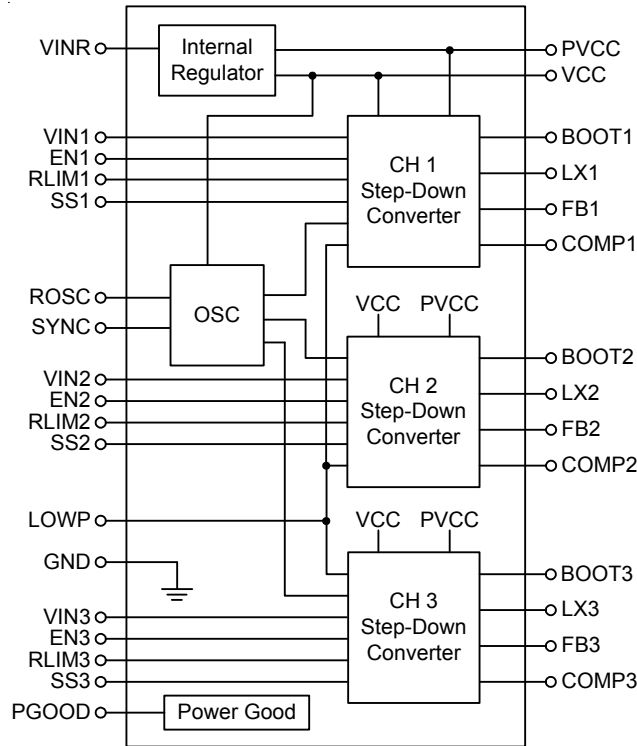 VINR
Internal
Regulator
PVCC
VCC
VIN1
EN1
RLIM1
SS1
CH 1
Step-Down
Converter
BOOT1
LX1
FB1
COMP1
ROSC
SYNC
OSC
VCC PVCC
VIN2
EN2
RLIM2
SS2
CH 2
Step-Down
Converter
BOOT2
LX2
FB2
COMP2
LOWP
GND
VCC PVCC
VIN3
EN3
RLIM3
SS3
CH 3
Step-Down
Converter
BOOT3
LX3
FB3
COMP3
PGOOD
Power Good